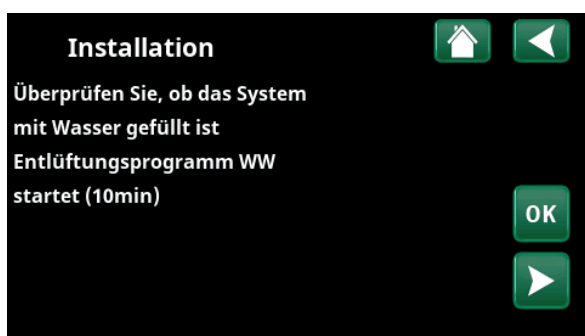 Installation
Überprüfen Sie, ob das System
mit Wasser gefüllt ist
Entlüftungsprogramm WW
startet (10min)
OK